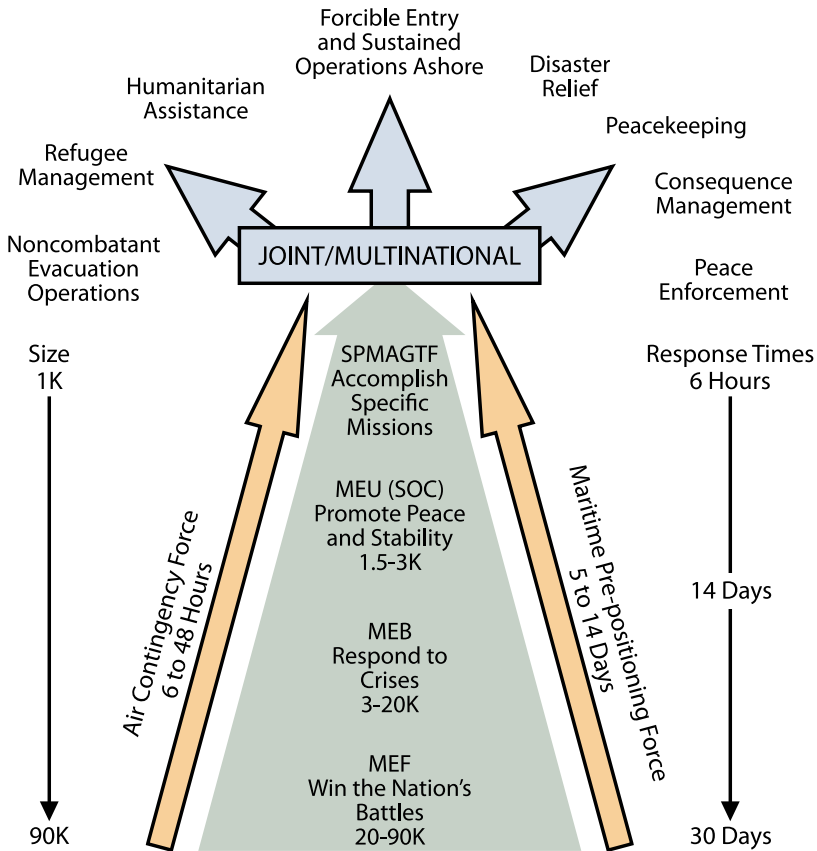 Forcible Entry
and Sustained
Operations Ashore
Humanitarian
Assistance
Disaster
Relief
Peacekeeping
Refugee
Management
Consequence
Management
Noncombatant
Evacuation
Operations
JOINT/MULTINATIONAL
Peace
Enforcement
Size
1K
SPMAGTF
Accomplish
Specific
Missions
Response Times
6 Hours
MEU (SOC)
Promote Peace
and Stability
1.5-3K
Air Contingency Force
6 to 48 Hours
Maritime Pre-positioning Force
5 to 14 Days
14 Days
MEB
Respond to
Crises
3-20K
MEF
Win the Nation’s
Battles
20-90K
90K
30 Days